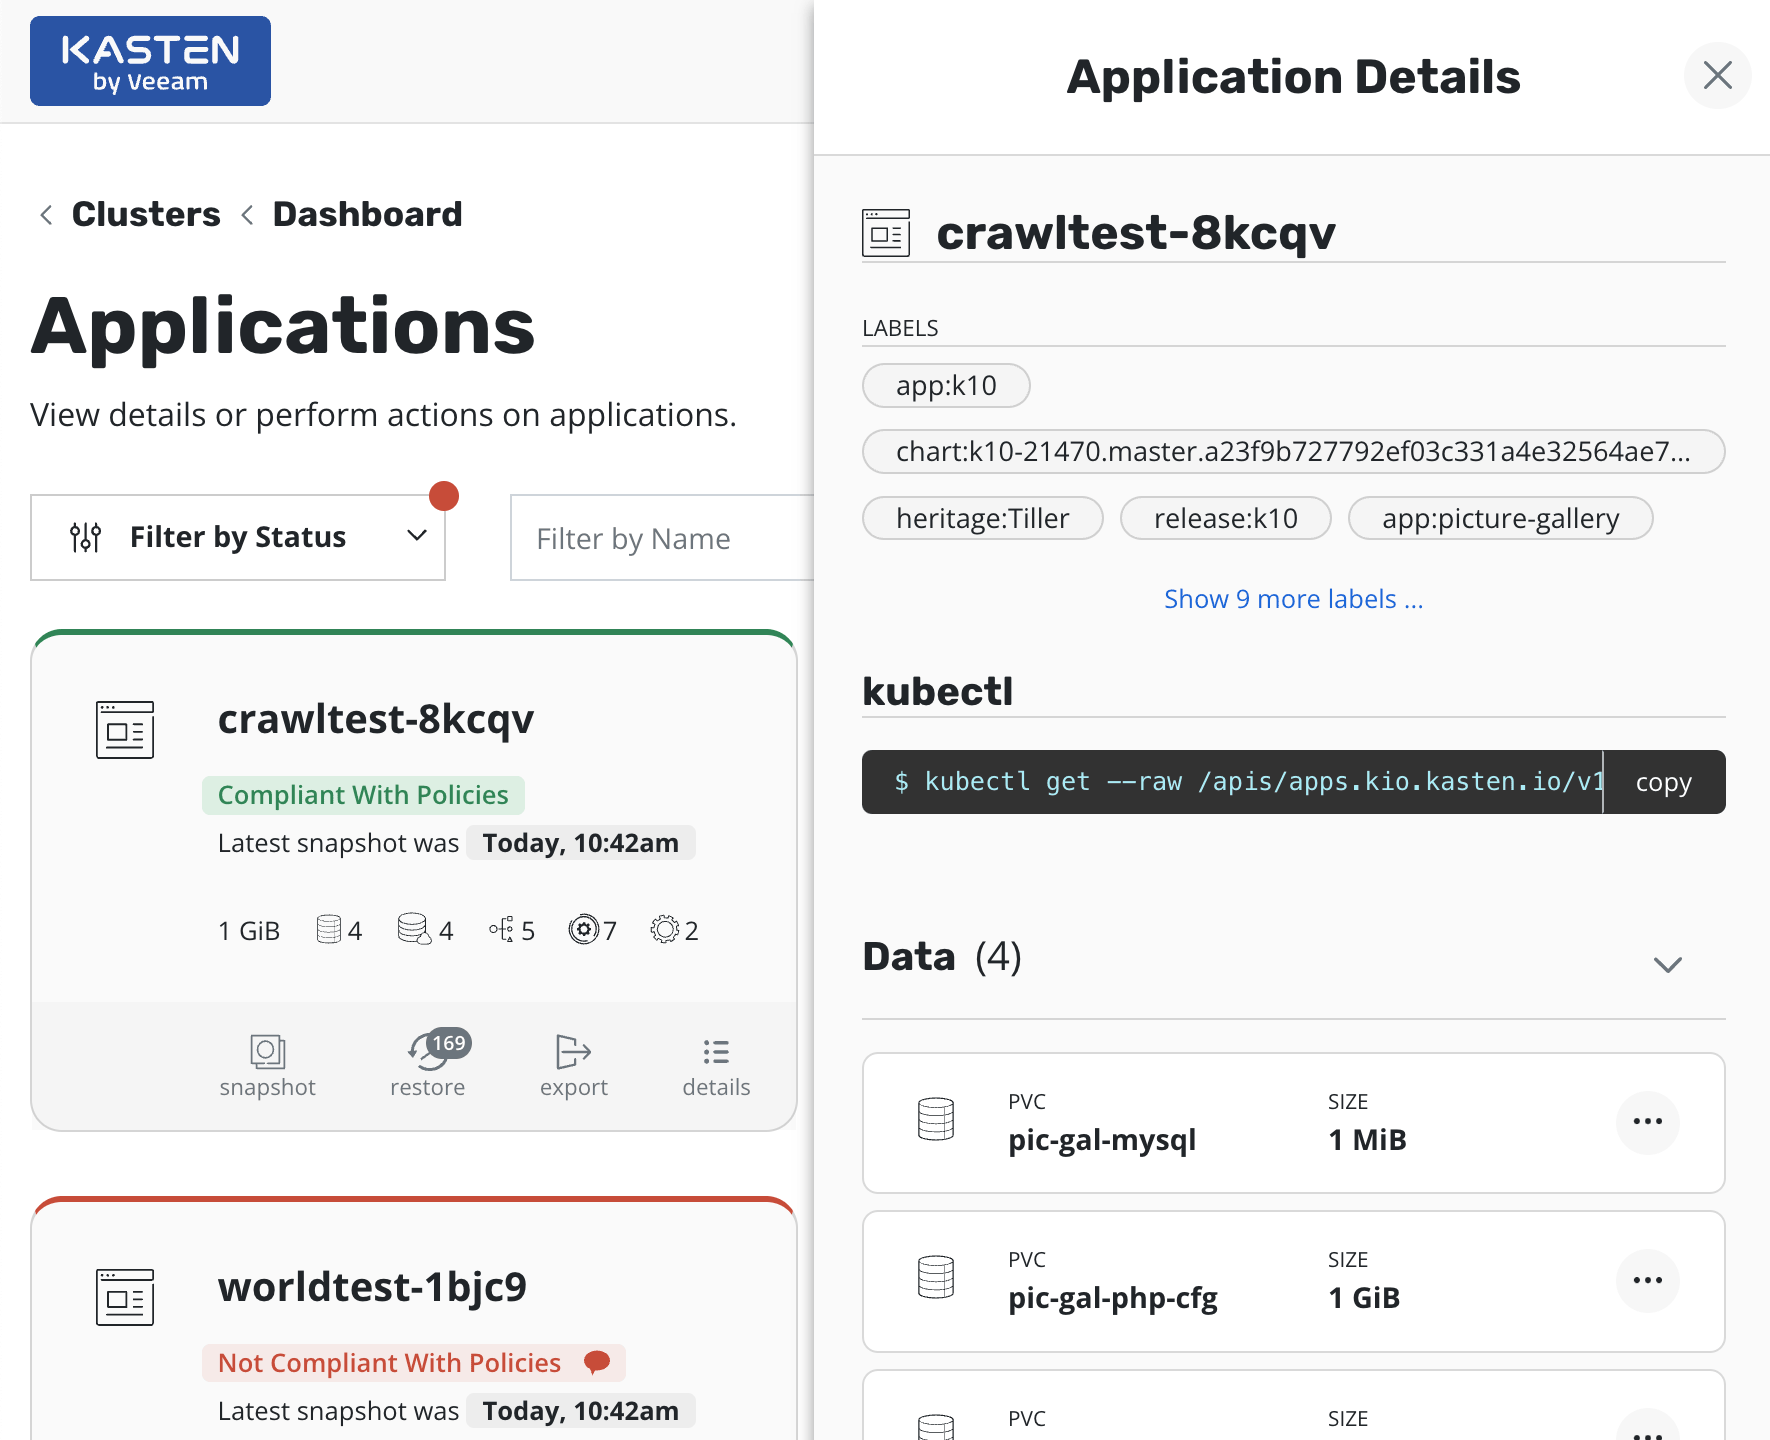 KASTEN
by Veeam
Clusters Dashboard
Applications
View details or perform actions on applications.
Filter by Status
Filter by Name
crawltest-8kcqv
Compliant With Policies
Latest snapshot was Today, 10:42am
1 GiB 4 4 5 7 2
snapshot
169
restore
export
details
worldtest-1bjc9
Not Compliant With Policies
Latest snapshot was Today, 10:42am
Application Details
crawltest-8kcqv
LABELS
app:k10
chart:k10-21470.master.a23f9b727792ef03c331a4e32564ae7...
heritage:Tiller release:k10 app:picture-gallery
Show 9 more labels ...
kubectl
$ kubectl get --raw /apis/apps.kio.kasten.io/v1 copy
Data (4)
PVC SIZE
pic-gal-mysql 1 MiB
PVC SIZE
pic-gal-php-cfg 1 GiB
PVC SIZE